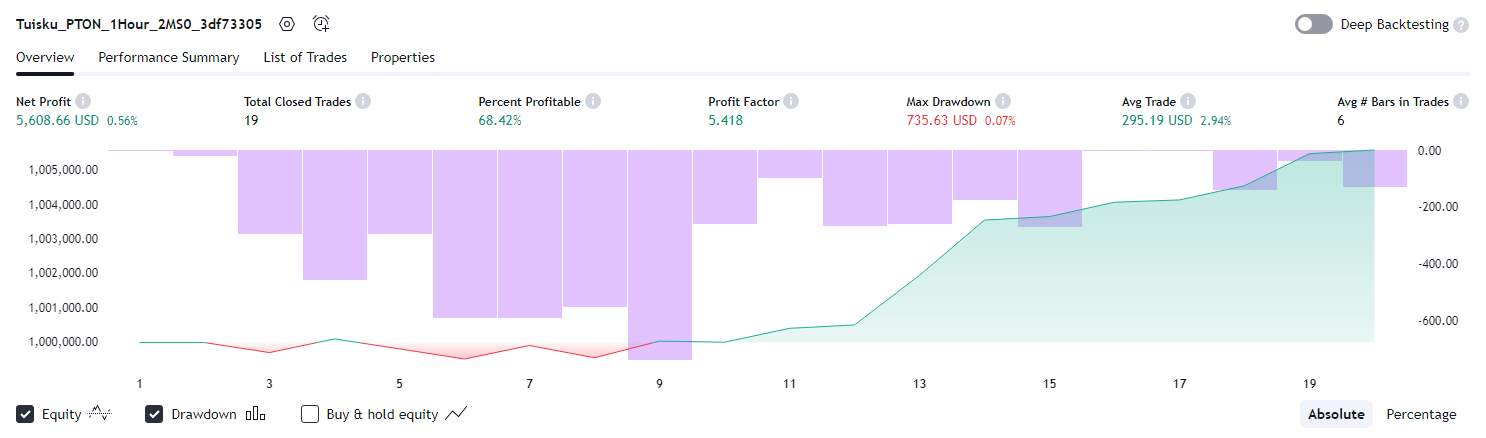 Tuisku_PTON_1Hour_2MS0_3df73305 Deep Backtesting ?
Overview Performance Summary List of Trades Properties
Net Profit Total Closed Trades Percent Profitable Profit Factor Max Drawdown Avg Trade Avg # Bars in Trades
5,608.66 USD 0.56% 19 68.42% 5.418 735.63 USD 0.07% 295.19 USD 2.94% 6
0.00
1,005,000.00
1,004,000.00 -200.00
1,003,000.00
1,002,000.00 -400.00
1,001,000.00
-600.00
1,000,000.00
1 3 5 7 9 11 13 15 17 19
Equity Drawdown Buy & hold equity Absolute Percentage